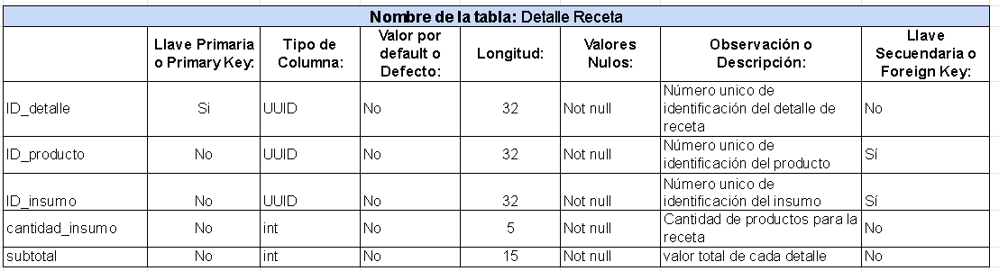 Nombre de la tabla: Detalle Receta
Llave Primaria o Primary Key: Tipo de Columna: Valor por default o Defecto: Longitud: Valores Nulos: Observación o Descripción: Llave Secuendaria o Foreign Key:
ID_detalle Si UUID No 32 Not null Número unico de identificación del detalle de receta No
ID_producto No UUID No 32 Not null Número unico de identificación del producto Sí
ID_insumo No UUID No 32 Not null Número unico de identificación del insumo Sí
cantidad_insumo No int No 5 Not null Cantidad de productos para la receta No
subtotal No int No 15 Not null valor total de cada detalle No